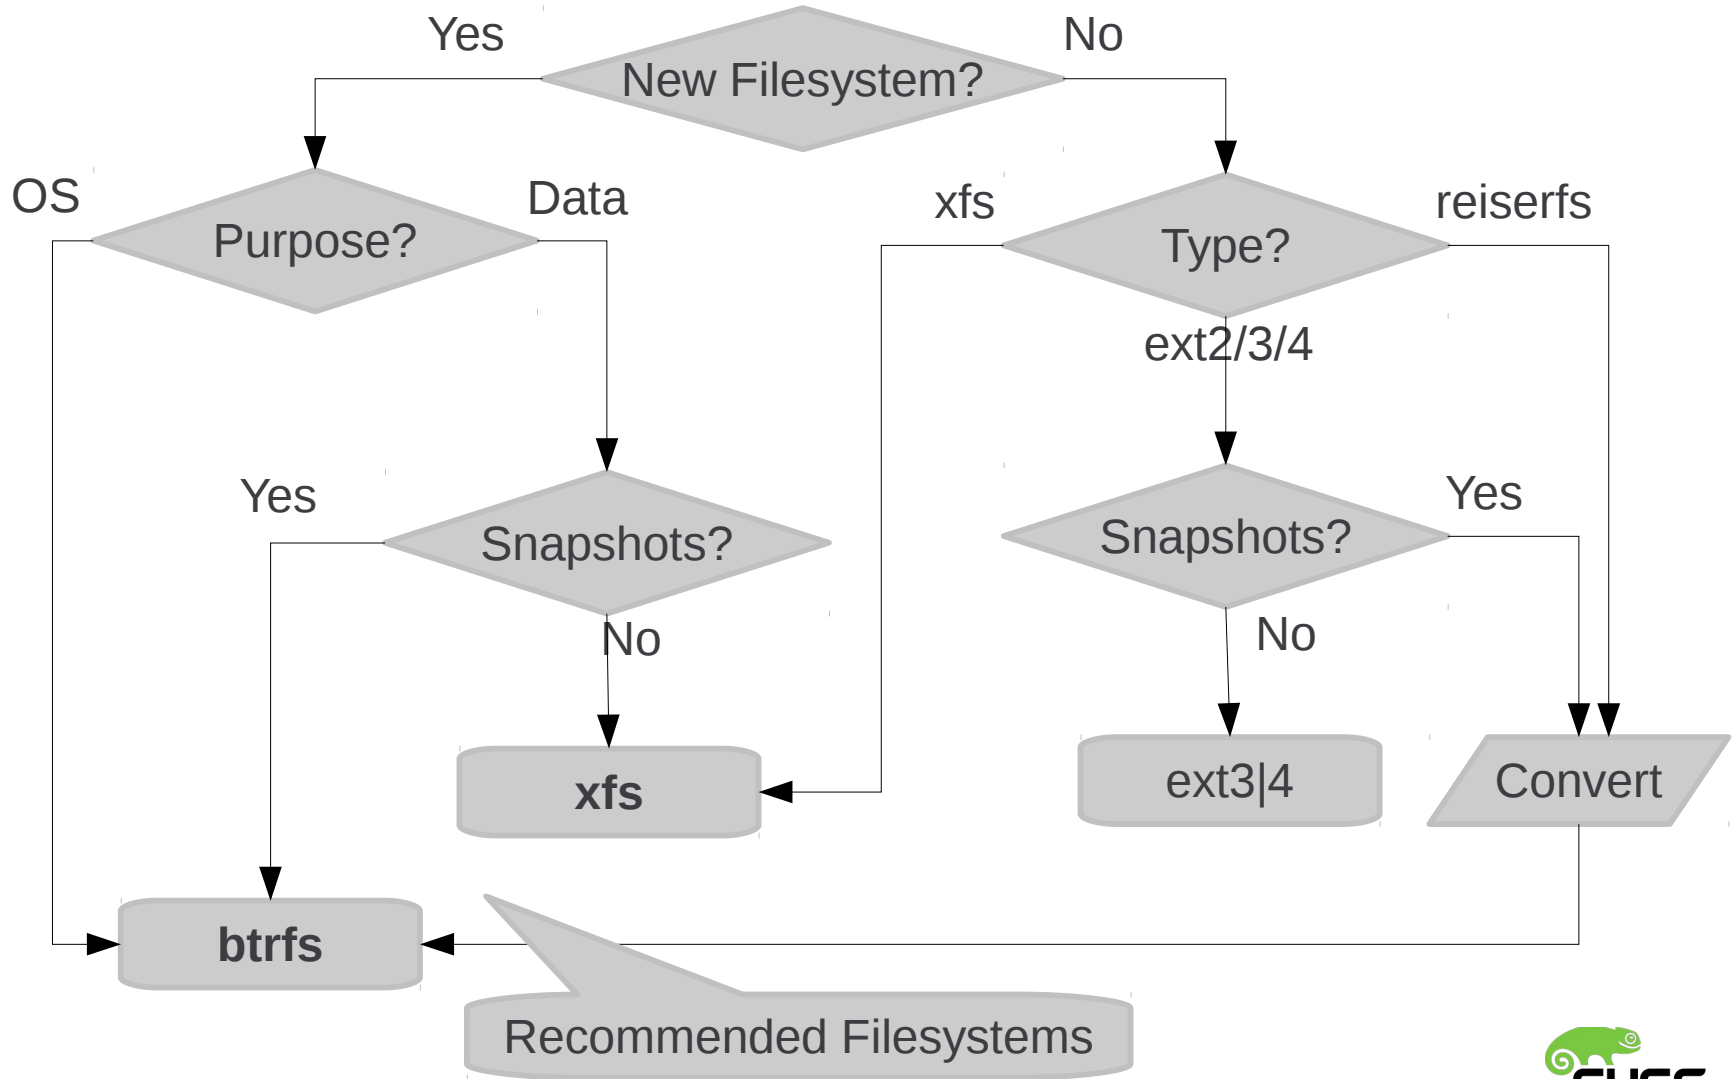 Yes
No
New Filesystem?
OS
Data
xfs
reiserfs
Purpose?
Type?
ext2/3/4
Yes
Yes
Snapshots?
Snapshots?
No
No
xfs
ext3|4
Convert
btrfs
Recommended Filesystems